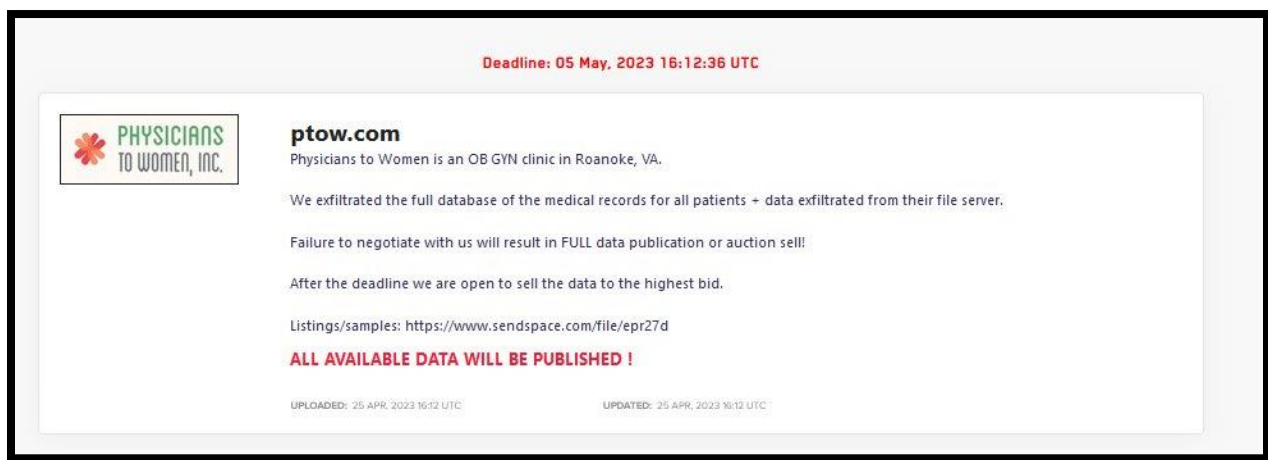 Deadline: 05 May, 2023 16:12:36 UTC
PHYSICIANS
TO WOMEN, INC.
ptow.com
Physicians to Women is an OB GYN clinic in Roanoke, VA.
We exfiltrated the full database of the medical records for all patients + data exfiltrated from their file server.
Failure to negotiate with us will result in FULL data publication or auction sell!
After the deadline we are open to sell the data to the highest bid.
Listings/samples: https://www.sendspace.com/file/epr27d
ALL AVAILABLE DATA WILL BE PUBLISHED !
UPLOADED: 25 APR, 2023 16:12 UTC UPDATED: 25 APR, 2023 16:12 UTC